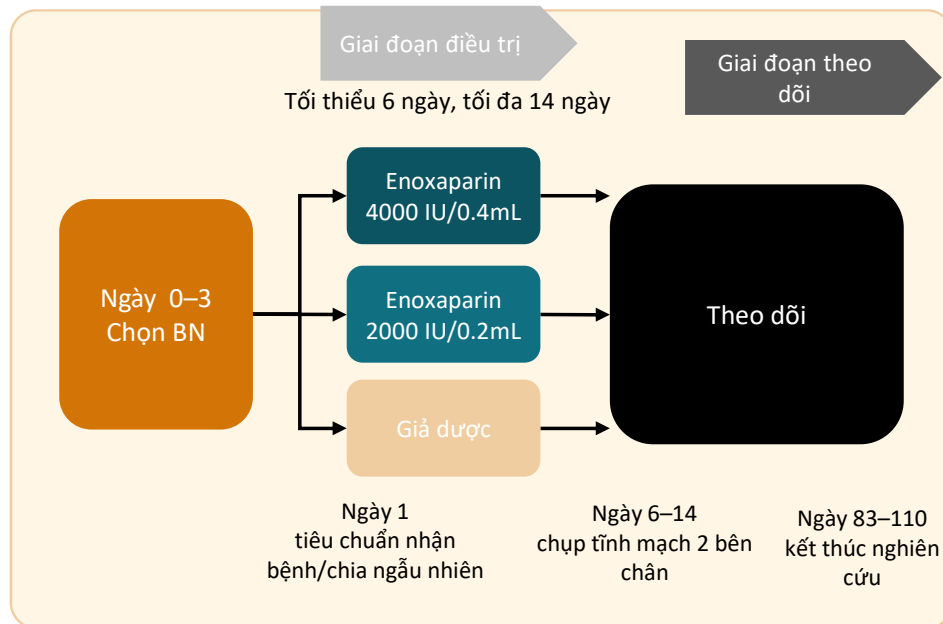 Giai đoạn điều trị
Giai đoạn theo
dõi
Tối thiểu 6 ngày, tối đa 14 ngày
Enoxaparin
4000 IU/0.4mL
Ngày 0–3
Chọn BN
Enoxaparin
2000 IU/0.2mL
Theo dõi
Giả dược
Ngày 1
tiêu chuẩn nhận
bệnh/chia ngẫu nhiên
Ngày 6–14
chụp tĩnh mạch 2 bên
chân
Ngày 83–110
kết thúc nghiên
cứu